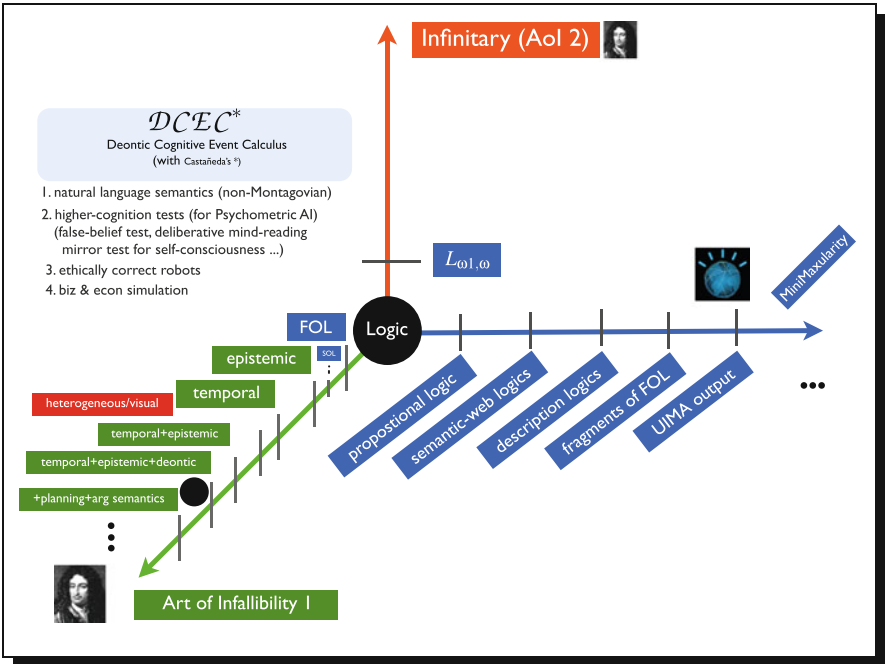 Infinitary (AoI 2)
DCEC*
Deontic Cognitive Event Calculus
(with Castañeda's *)
1. natural language semantics (non-Montagovian)
2. higher-cognition tests (for Psychometric AI)
(false-belief test, deliberative mind-reading
mirror test for self-consciousness ...)
3. ethically correct robots
4. biz & econ simulation
Lω1,ω
MiniMaxularity
FOL
Logic
SOL
epistemic
temporal
heterogeneous/visual
temporal+epistemic
temporal+epistemic+deontic
+planning+arg semantics
propostional logic
semantic-web logics
description logics
fragments of FOL
UIMA output
Art of Infallibility 1